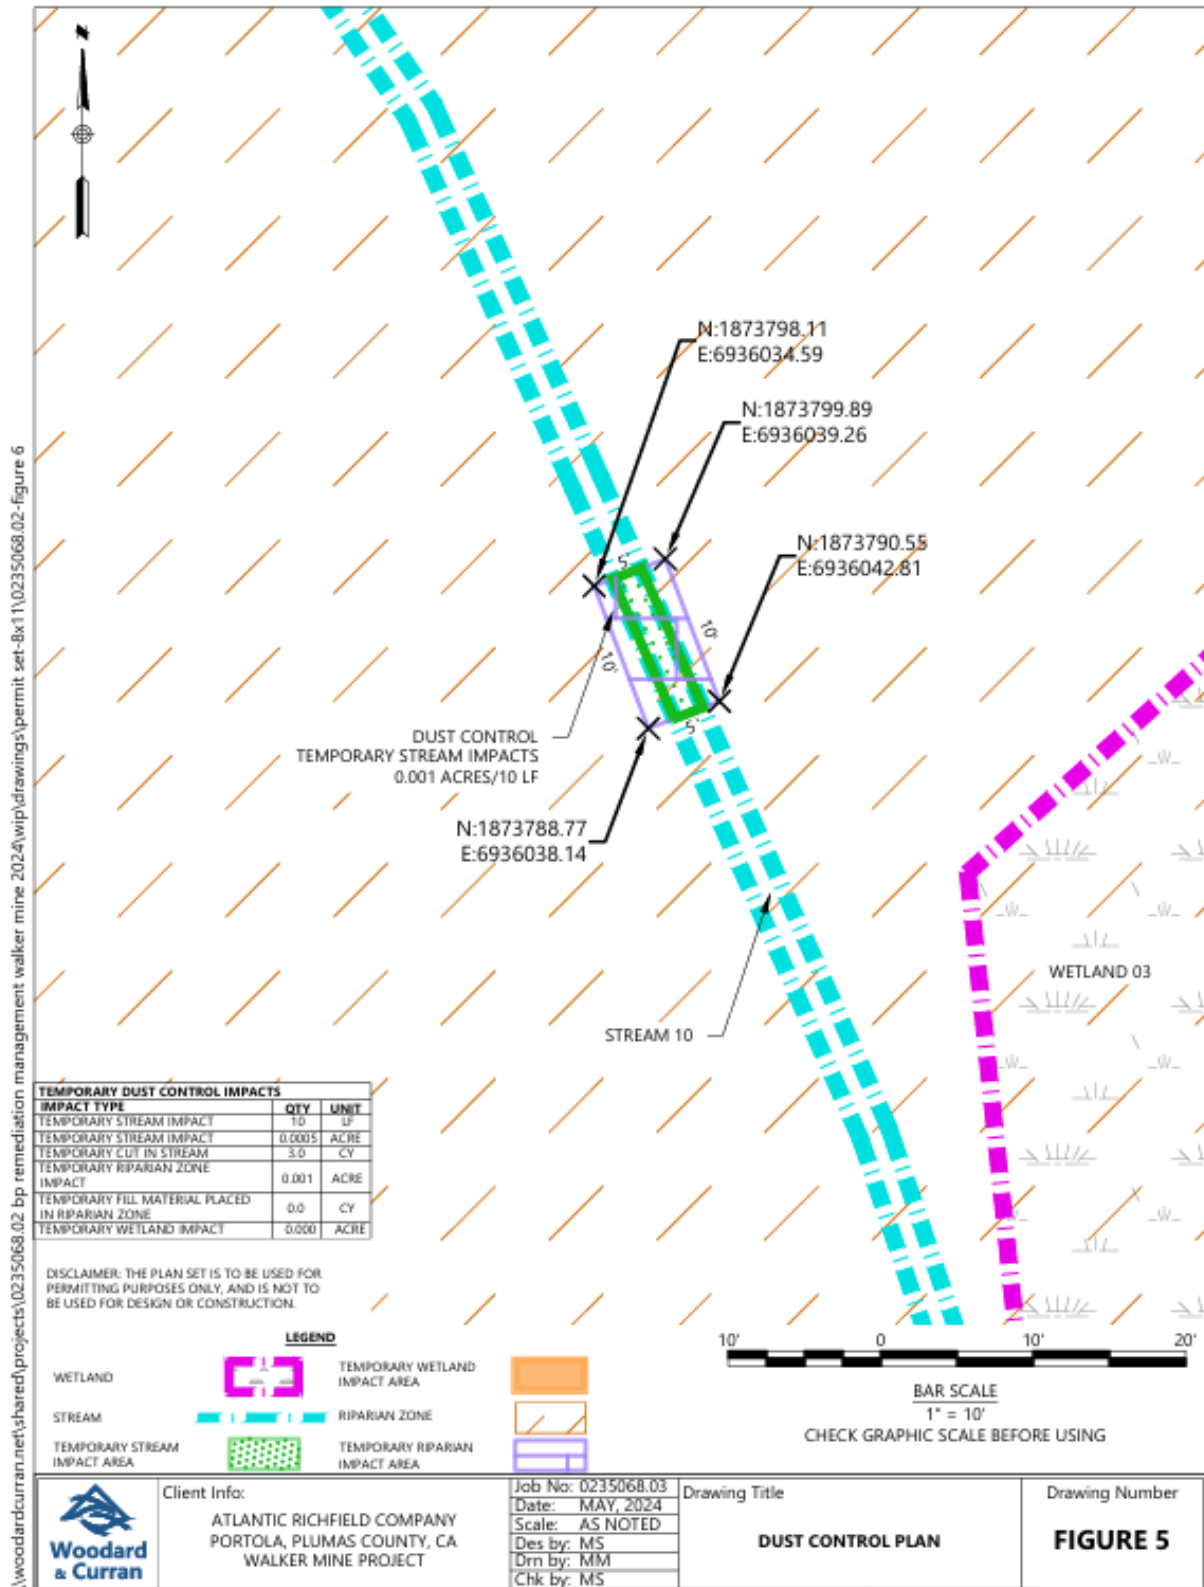 N
N:1873798.11
E:6936034.59
N:1873799.89
E:6936039.26
N:1873790.55
E:6936042.81
5'
10'
10'
5'
DUST CONTROL
TEMPORARY STREAM IMPACTS
0.001 ACRES/10 LF
N:1873788.77
E:6936038.14
STREAM 10
WETLAND 03
TEMPORARY DUST CONTROL IMPACTS
IMPACT TYPE QTY UNIT
TEMPORARY STREAM IMPACT 10 LF
TEMPORARY STREAM IMPACT 0.0005 ACRE
TEMPORARY CUT IN STREAM 3.0 CY
TEMPORARY RIPARIAN ZONE
IMPACT 0.001 ACRE
TEMPORARY FILL MATERIAL PLACED
IN RIPARIAN ZONE 0.0 CY
TEMPORARY WETLAND IMPACT 0.000 ACRE
DISCLAIMER: THE PLAN SET IS TO BE USED FOR
PERMITTING PURPOSES ONLY, AND IS NOT TO
BE USED FOR DESIGN OR CONSTRUCTION.
LEGEND
WETLAND
TEMPORARY WETLAND
IMPACT AREA
STREAM
RIPARIAN ZONE
TEMPORARY STREAM
IMPACT AREA
TEMPORARY RIPARIAN
IMPACT AREA
10' 0 10' 20'
BAR SCALE
1" = 10'
CHECK GRAPHIC SCALE BEFORE USING
Woodard
& Curran
Client Info:
ATLANTIC RICHFIELD COMPANY
PORTOLA, PLUMAS COUNTY, CA
WALKER MINE PROJECT
Job No: 0235068.03
Date: MAY, 2024
Scale: AS NOTED
Des by: MS
Drn by: MM
Chk by: MS
Drawing Title
DUST CONTROL PLAN
Drawing Number
FIGURE 5
\\woodardcurran.net\shared\projects\0235068.02 bp remediation management walker mine 2024\wip\drawings\permit set-8x11\0235068.02-figure 6